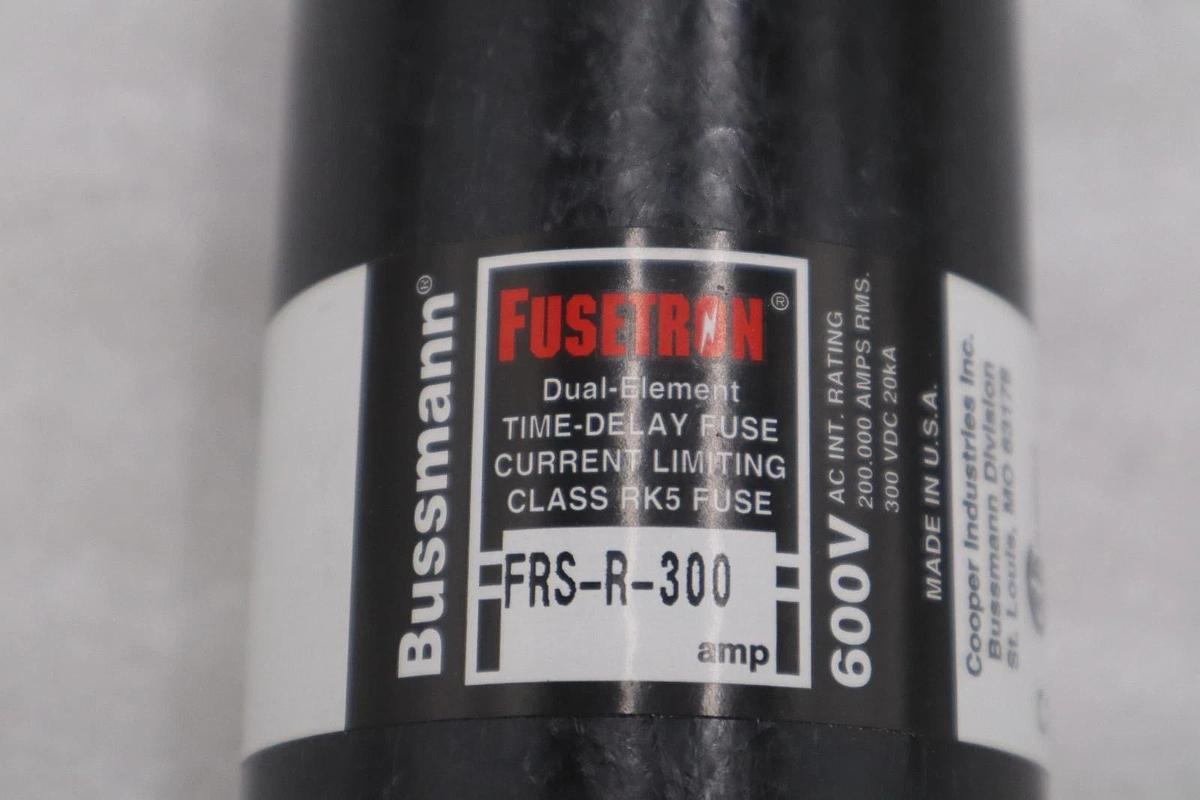 Bussmann®
FUSETRON®
Dual-Element
TIME-DELAY FUSE
CURRENT LIMITING
CLASS RK5 FUSE
FRS-R-300
amp
600V AC INT. RATING
200.000 AMPS RMS.
300 VDC 20kA
MADE IN U.S.A.
Cooper Industries Inc.
Bussmann Division
St. Louis, MO 63178